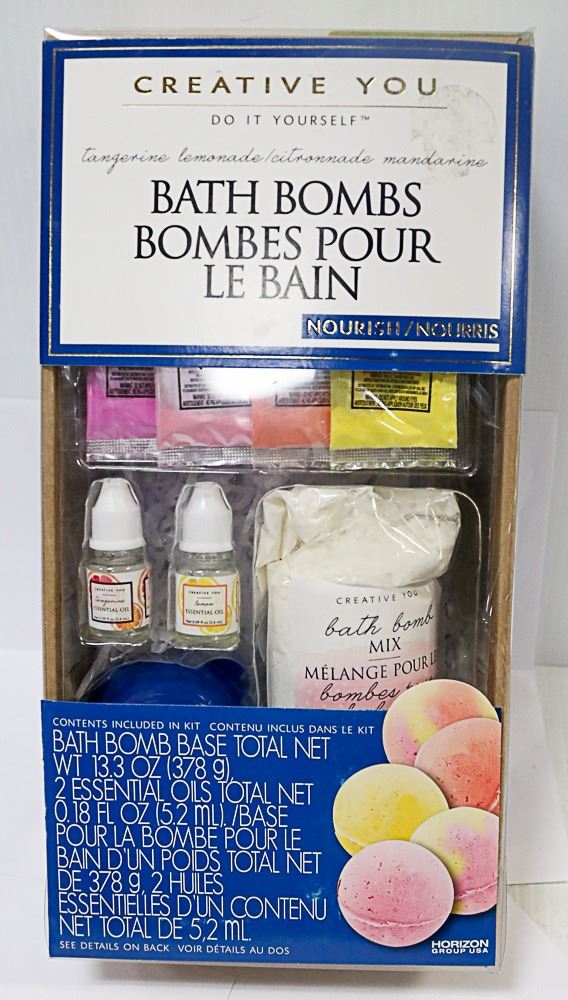 CREATIVE YOU
DO IT YOURSELF™
tangerine lemonade/citronnade mandarine
BATH BOMBS
BOMBES POUR
LE BAIN
NOURISH/NOURRIS
CREATIVE YOU
tangerine
ESSENTIAL OIL
CREATIVE YOU
lemon
ESSENTIAL OIL
CREATIVE YOU
bath bomb
MIX
MÉLANGE POUR
bombes
CONTENTS INCLUDED IN KIT CONTENU INCLUS DANS LE KIT
BATH BOMB BASE TOTAL NET
WT 13.3 OZ (378 g),
2 ESSENTIAL OILS TOTAL NET
0.18 FL OZ (5.2 mL). /BASE
POUR LA BOMBE POUR LE
BAIN D'UN POIDS TOTAL NET
DE 378 g, 2 HUILES
ESSENTIELLES D'UN CONTENU
NET TOTAL DE 5,2 mL.
SEE DETAILS ON BACK VOIR DÉTAILS AU DOS
HORIZON
GROUP USA